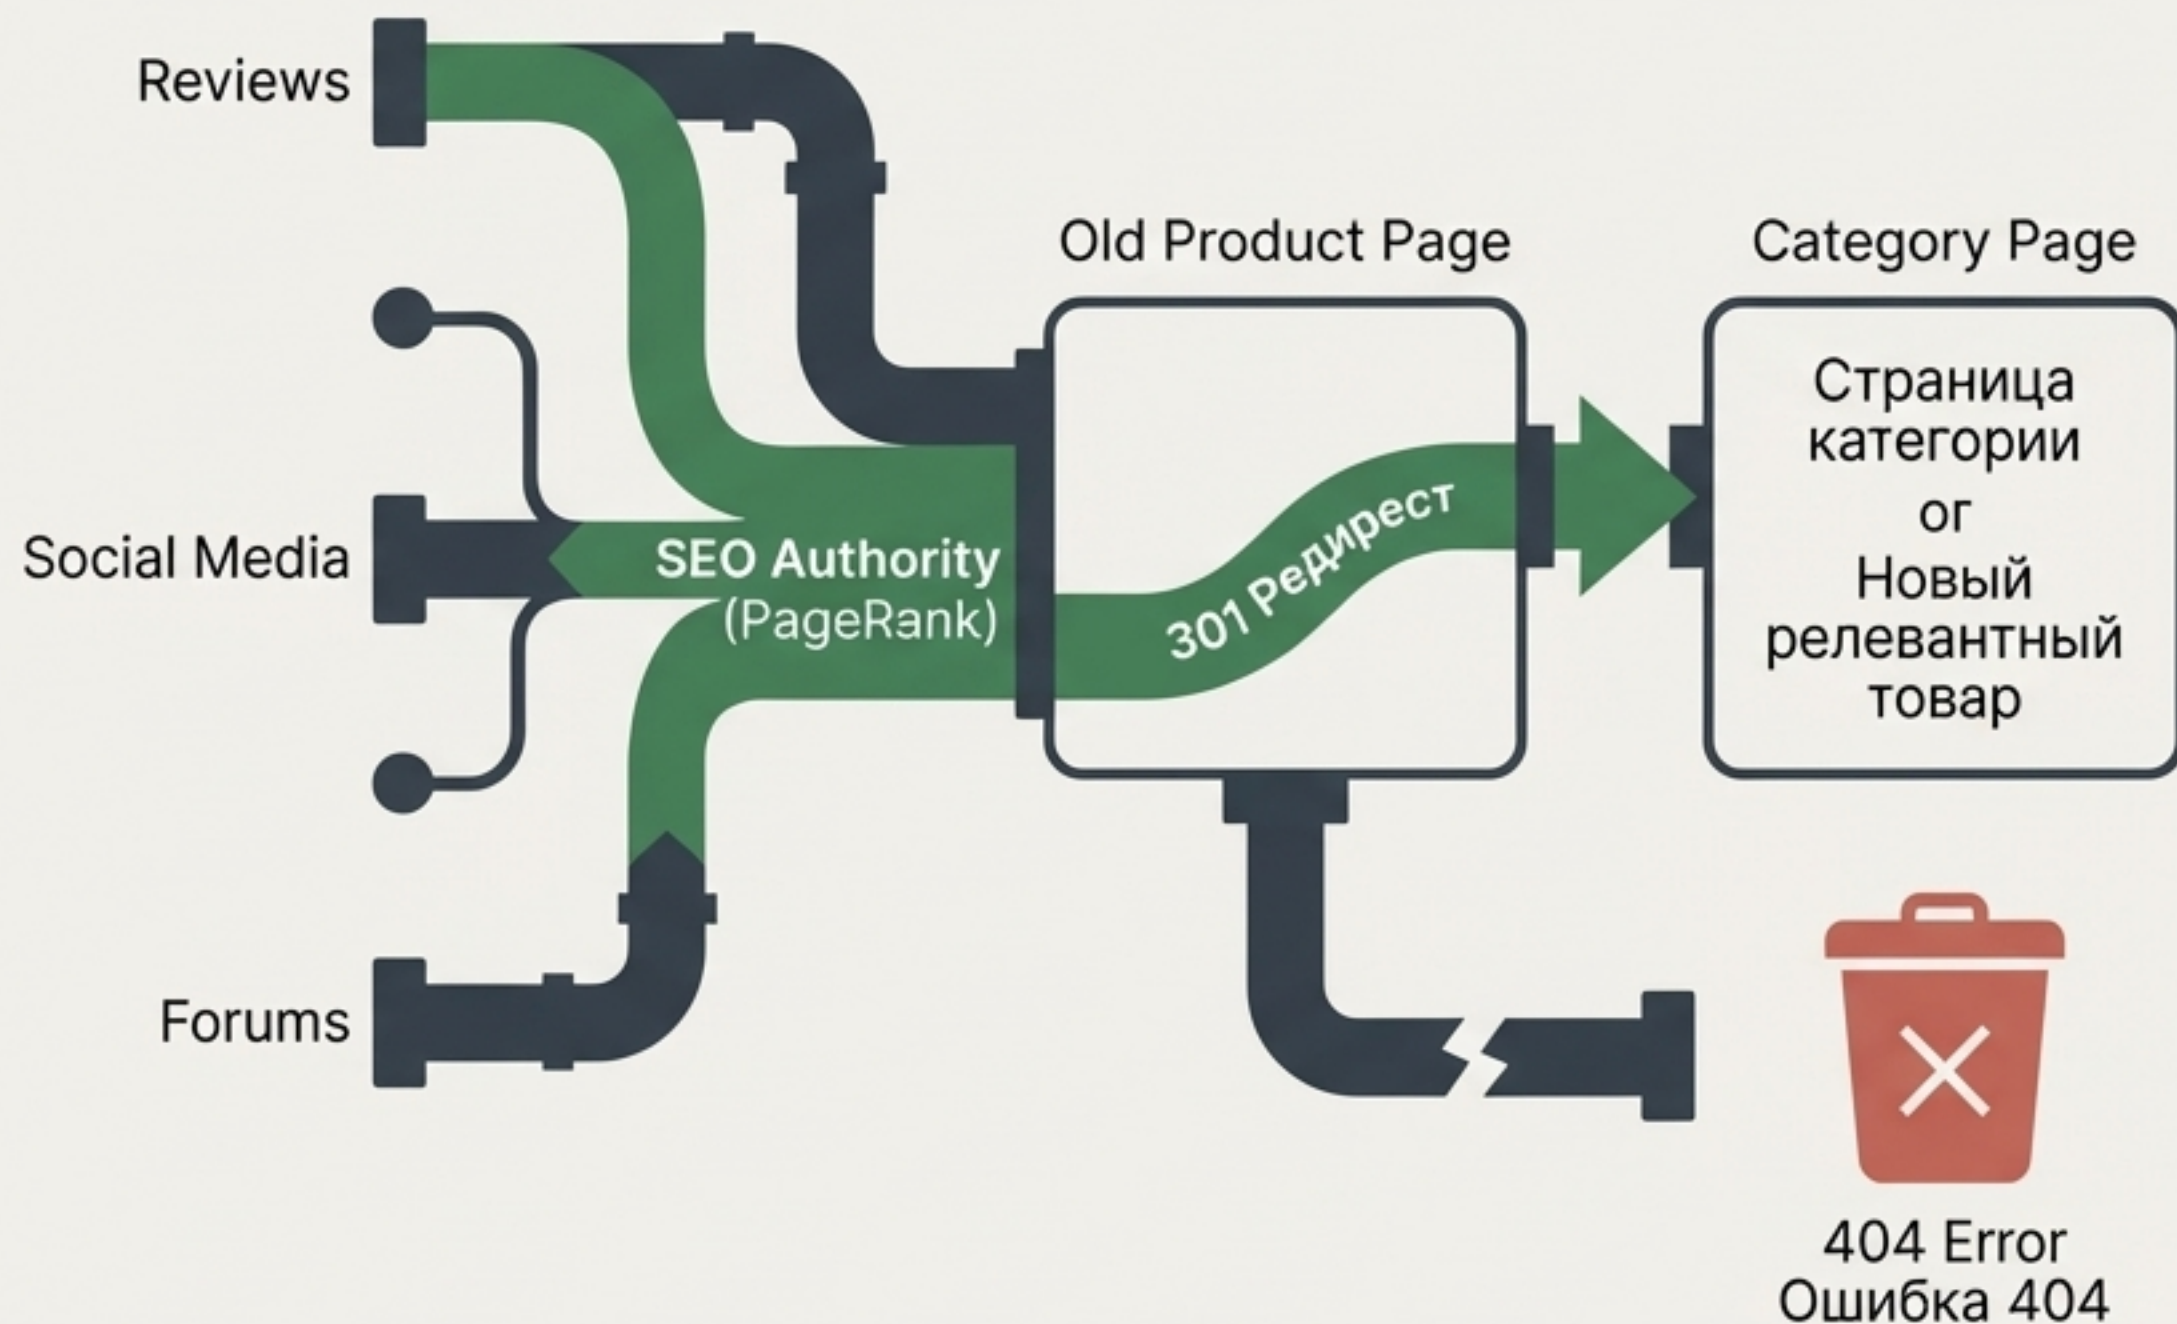 Reviews
Old Product Page
Category Page
Social Media
SEO Authority
(PageRank)
301 Редирест
Страница
категории
or
Новый
релевантный
товар
Forums
404 Error
Ошибка 404